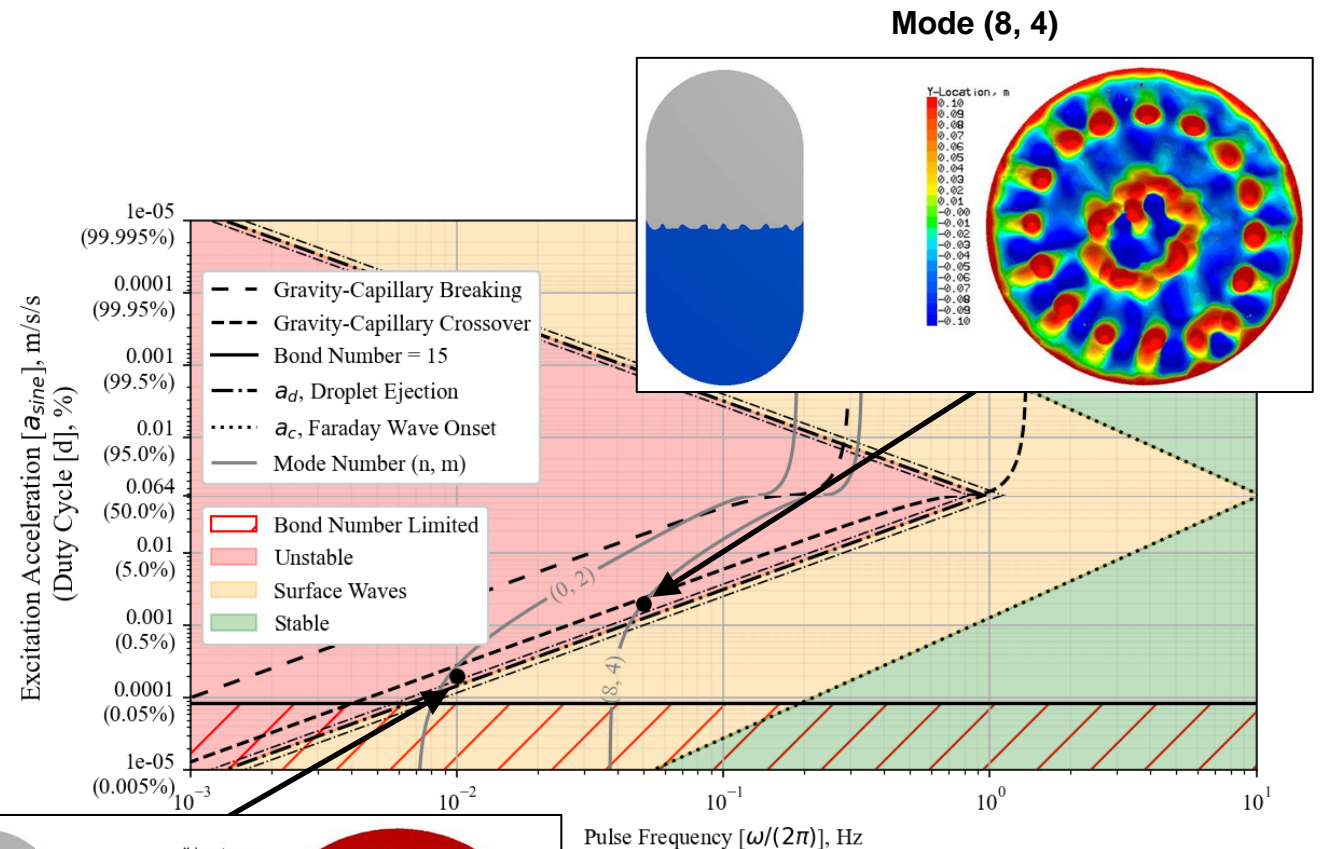 Mode (8, 4)
Y-Location, m
0.10
0.09
0.08
0.07
0.06
0.05
0.04
0.03
0.02
0.01
-0.00
-0.01
-0.02
-0.03
-0.04
-0.05
-0.06
-0.07
-0.08
-0.09
-0.10
Excitation Acceleration [a_sine], m/s/s
(Duty Cycle [d], %)
1e-05
(99.995%)
0.0001
(99.95%)
0.001
(99.5%)
0.01
(95.0%)
0.064
(50.0%)
0.01
(5.0%)
0.001
(0.5%)
0.0001
(0.05%)
1e-05
(0.005%)
Gravity-Capillary Breaking
Gravity-Capillary Crossover
Bond Number = 15
a_d, Droplet Ejection
a_c, Faraday Wave Onset
Mode Number (n, m)
Bond Number Limited
Unstable
Surface Waves
Stable
(0, 2)
(8, 4)
10⁻³
10⁻²
10⁻¹
10⁰
10¹
Pulse Frequency [ω/(2π)], Hz